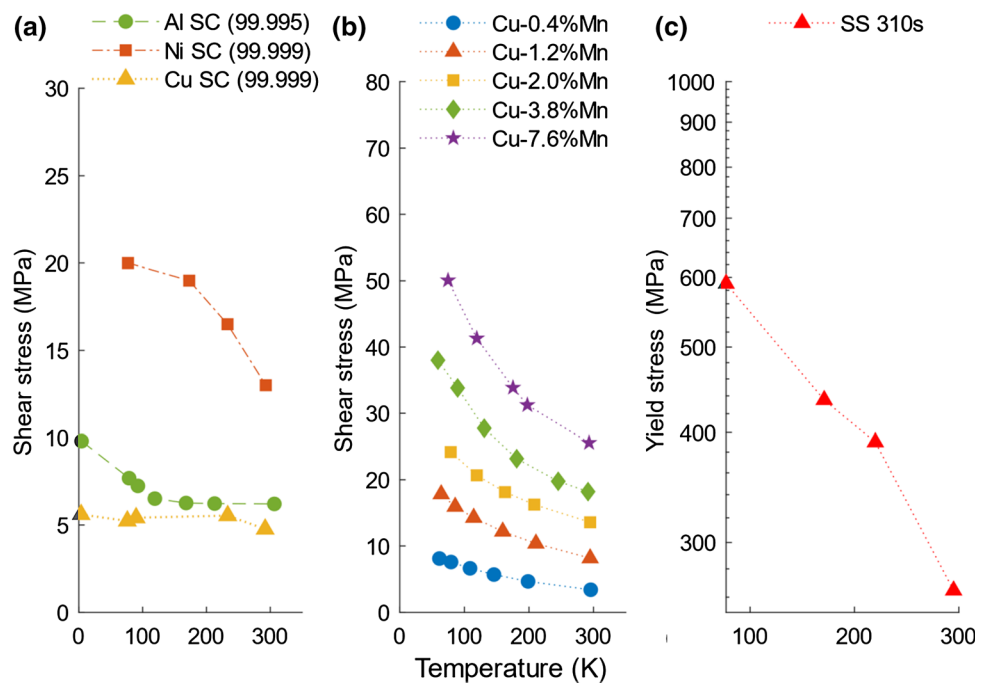 (a)
Al SC (99.995)
Ni SC (99.999)
Cu SC (99.999)
Shear stress (MPa)
30
25
20
15
10
5
0
0 100 200 300
(b)
Cu-0.4%Mn
Cu-1.2%Mn
Cu-2.0%Mn
Cu-3.8%Mn
Cu-7.6%Mn
Shear stress (MPa)
80
70
60
50
40
30
20
10
0
0 100 200 300
Temperature (K)
(c)
SS 310s
Yield stress (MPa)
1000
900
800
700
600
500
400
300
100 200 300